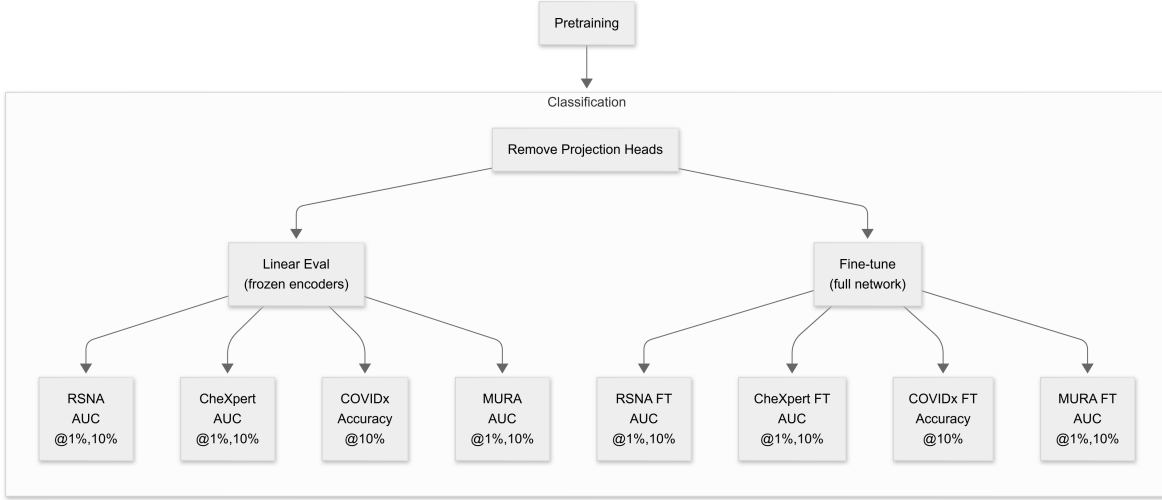 Pretraining
Classification
Remove Projection Heads
Linear Eval
(frozen encoders)
Fine-tune
(full network)
RSNA
AUC
@1%,10%
CheXpert
AUC
@1%,10%
COVIDx
Accuracy
@10%
MURA
AUC
@1%,10%
RSNA FT
AUC
@1%,10%
CheXpert FT
AUC
@1%,10%
COVIDx FT
Accuracy
@10%
MURA FT
AUC
@1%,10%